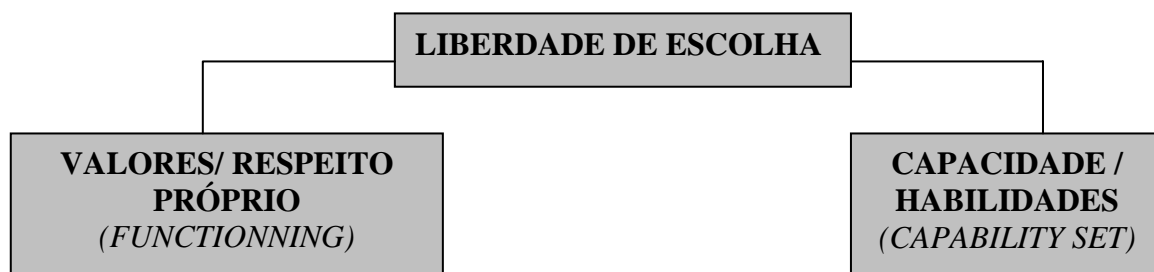 LIBERDADE DE ESCOLHA
VALORES/ RESPEITO
PRÓPRIO
(FUNCTIONNING)
CAPACIDADE /
HABILIDADES
(CAPABILITY SET)